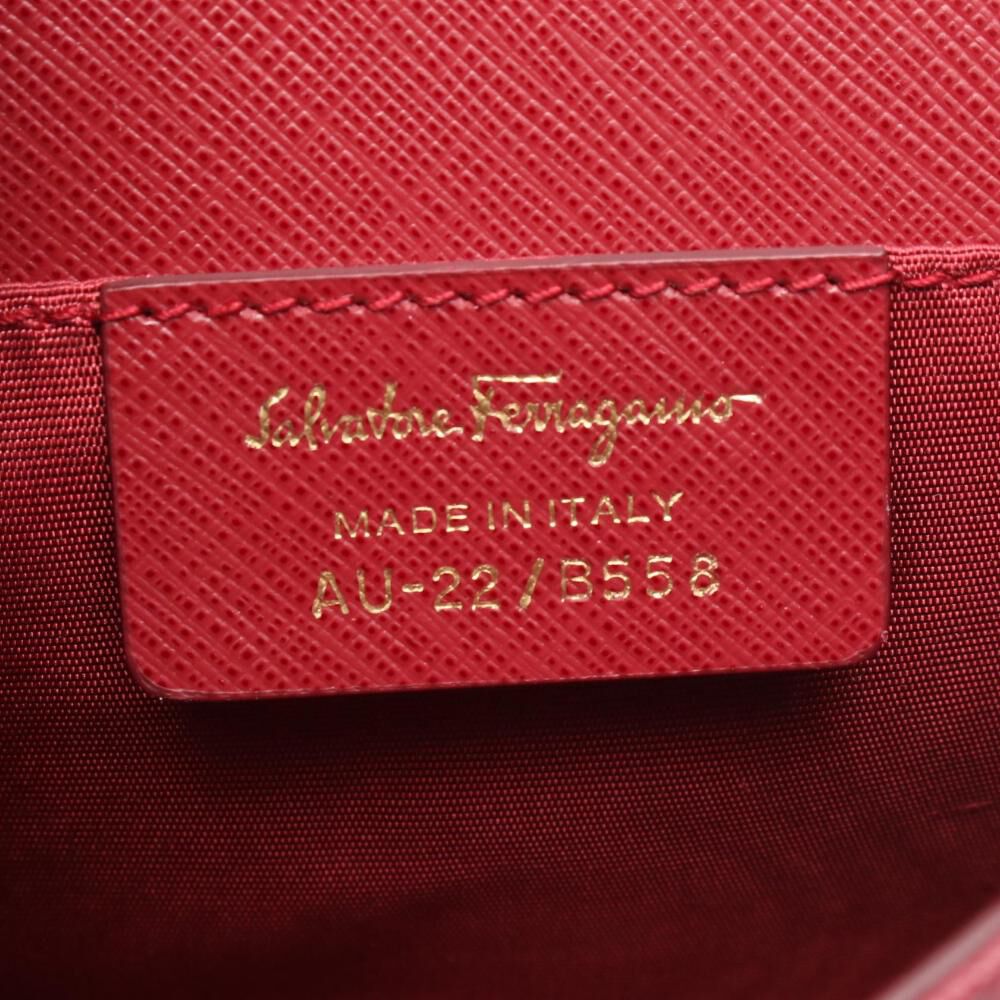 Salvatore Ferragamo
MADE IN ITALY
AU-22/B558